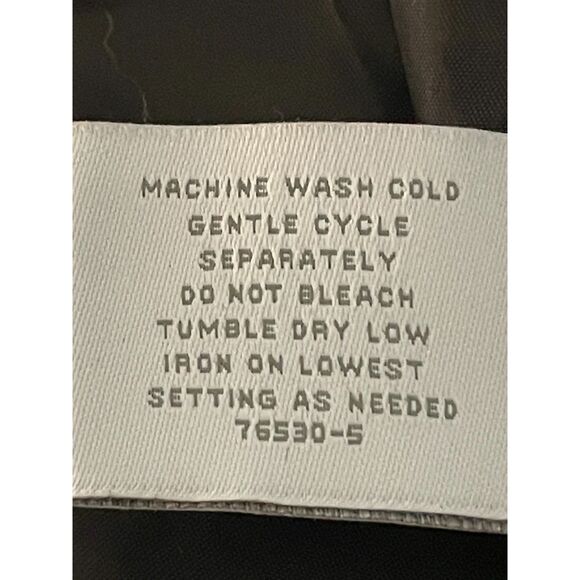 MACHINE WASH COLD
GENTLE CYCLE
SEPARATELY
DO NOT BLEACH
TUMBLE DRY LOW
IRON ON LOWEST
SETTING AS NEEDED
76530-5